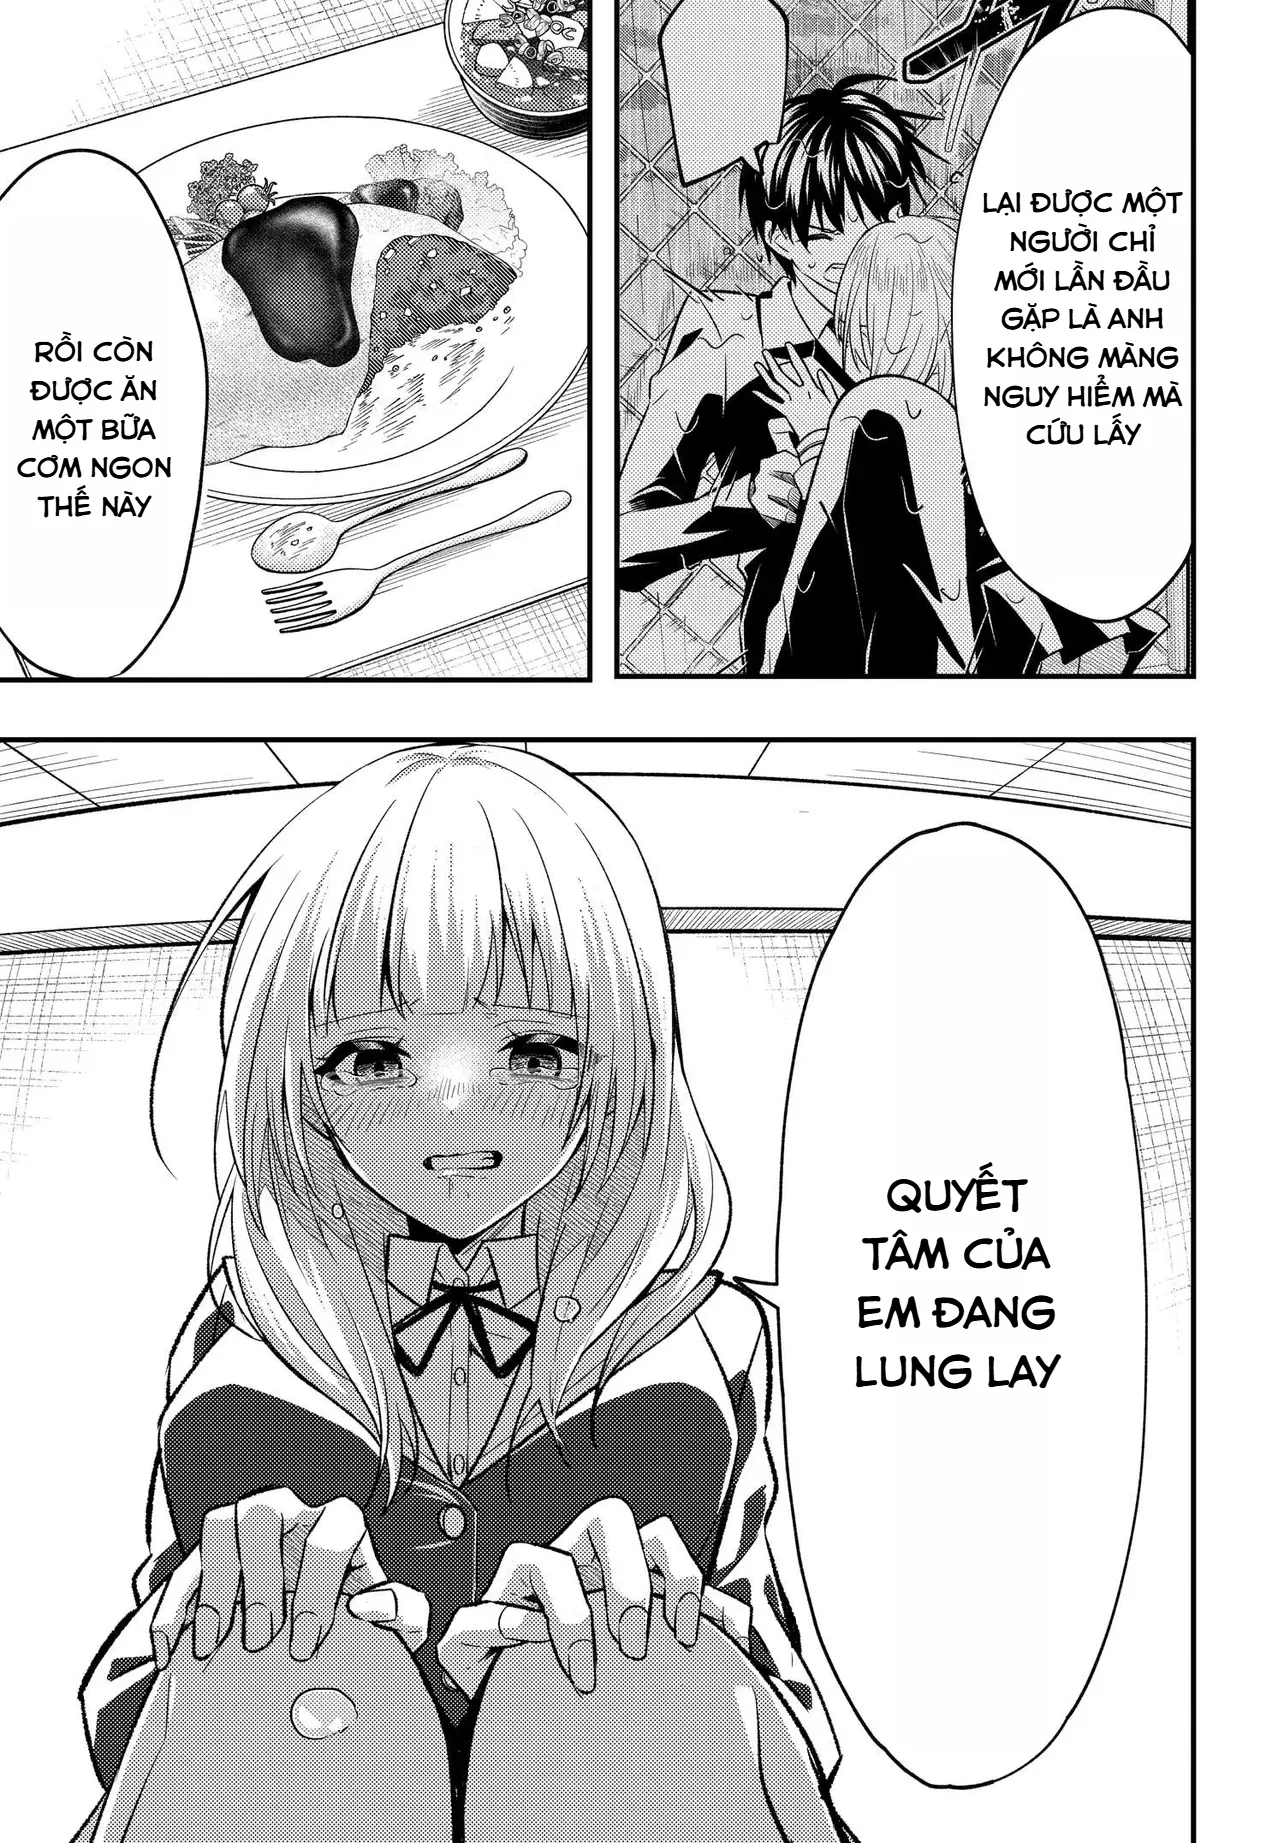 LẠI ĐƯỢC MỘT
NGƯỜI CHỈ
MỚI LẦN ĐẦU
GẶP LÀ ANH
KHÔNG MÀNG
NGUY HIỂM MÀ
CỨU LẤY
RỒI CÒN
ĐƯỢC ĂN
MỘT BỮA
CƠM NGON
THẾ NÀY
QUYẾT
TÂM CỦA
EM ĐANG
LUNG LAY